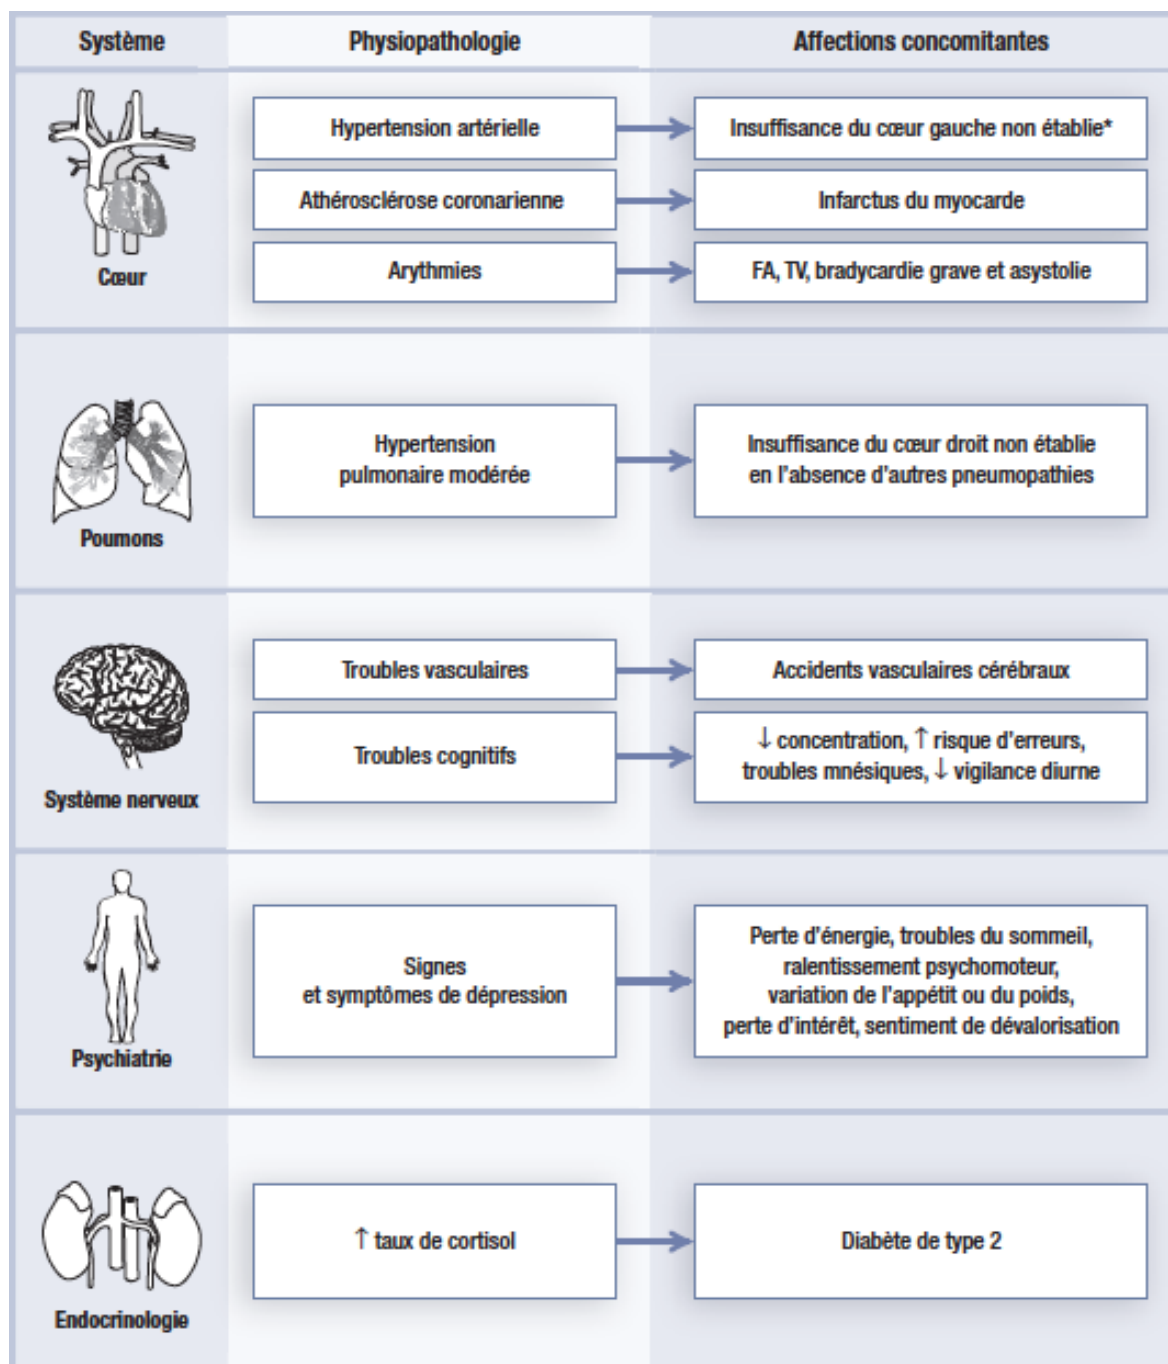 Système
Physiopathologie
Affections concomitantes
Cœur
Hypertension artérielle
Insuffisance du cœur gauche non établie*
Athérosclérose coronarienne
Infarctus du myocarde
Arythmies
FA, TV, bradycardie grave et asystolie
Poumons
Hypertension
pulmonaire modérée
Insuffisance du cœur droit non établie
en l’absence d’autres pneumopathies
Système nerveux
Troubles vasculaires
Accidents vasculaires cérébraux
Troubles cognitifs
↓ concentration, ↑ risque d’erreurs,
troubles mnésiques, ↓ vigilance diurne
Psychiatrie
Signes
et symptômes de dépression
Perte d’énergie, troubles du sommeil,
ralentissement psychomoteur,
variation de l’appétit ou du poids,
perte d’intérêt, sentiment de dévalorisation
Endocrinologie
↑ taux de cortisol
Diabète de type 2